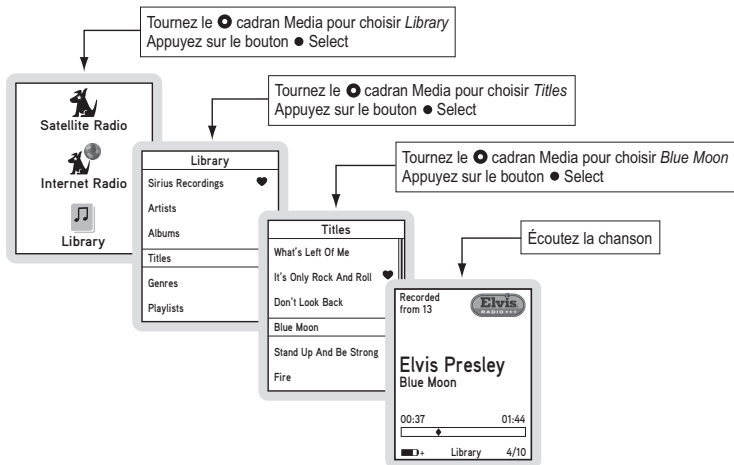 Tournez le cadran Media pour choisir Library
Appuyez sur le bouton ● Select
Satellite Radio
Internet Radio
Library
Tournez le cadran Media pour choisir Titles
Appuyez sur le bouton ● Select
Library
Sirius Recordings ♥
Artists
Albums
Titles
Genres
Playlists
Tournez le cadran Media pour choisir Blue Moon
Appuyez sur le bouton ● Select
Titles
What's Left Of Me
It's Only Rock And Roll ♥
Don't Look Back
Blue Moon
Stand Up And Be Strong
Fire
Écoutez la chanson
Recorded
from 13
Elvis
RADIO
Elvis Presley
Blue Moon
00:37 01:44
+ Library 4/10